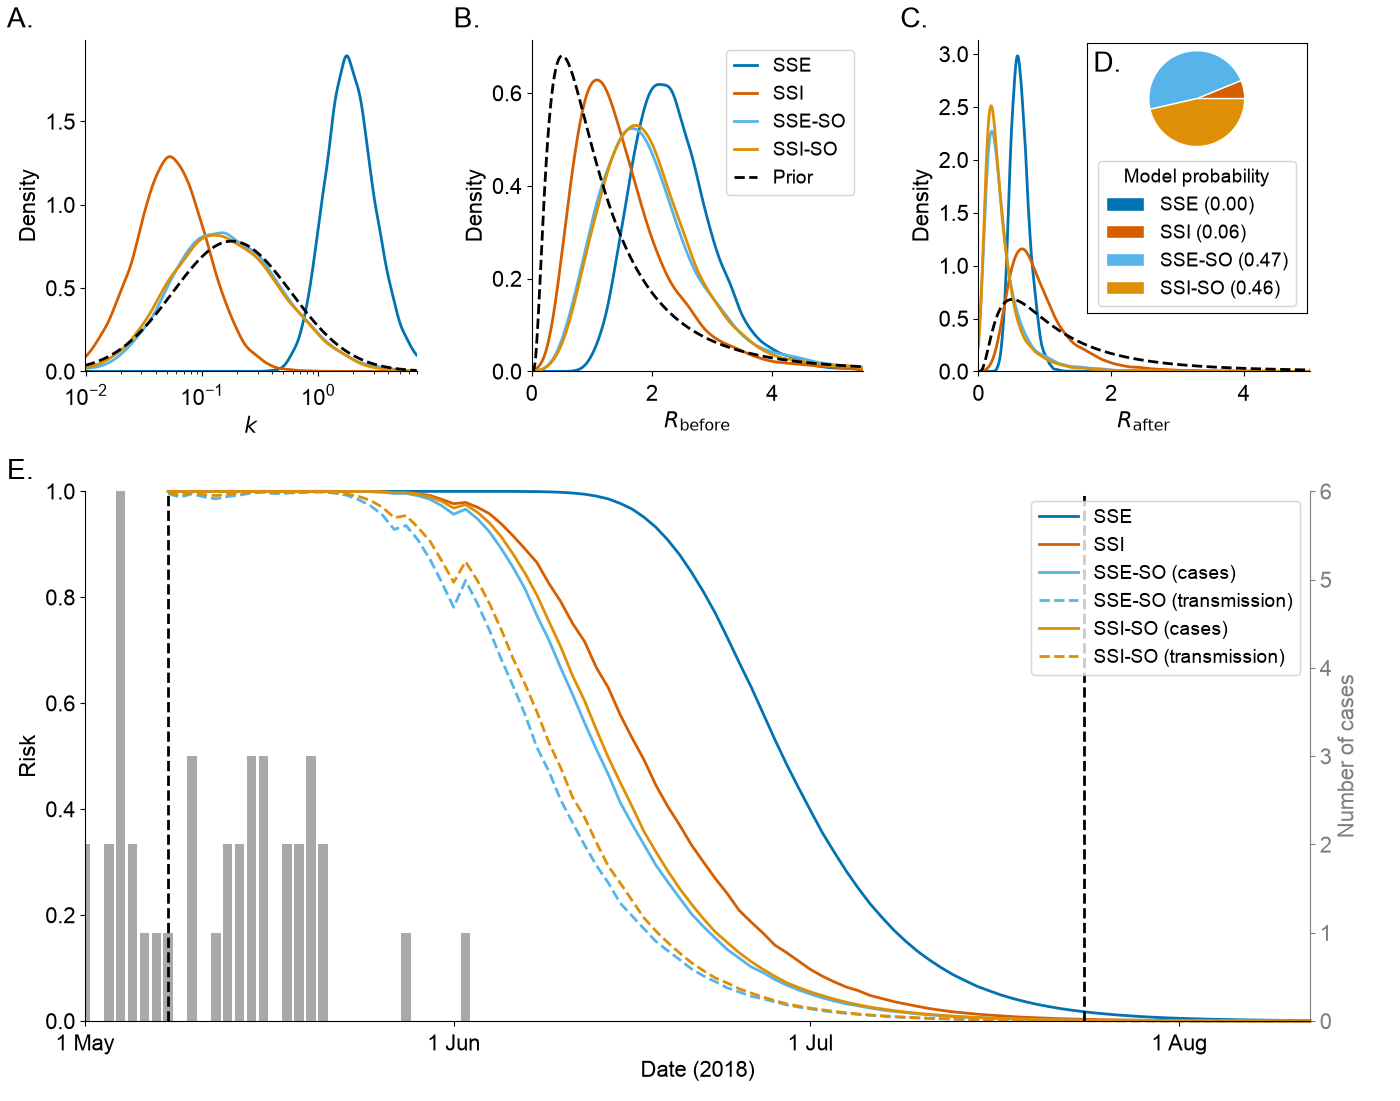 A.
Density
1.5
1.0
0.5
0.0
10⁻²
10⁻¹
10⁰
k
B.
Density
0.6
0.4
0.2
0.0
0
2
4
R_before
SSE
SSI
SSE-SO
SSI-SO
Prior
C.
Density
3.0
2.5
2.0
1.5
1.0
0.5
0.0
0
2
4
R_after
D.
Model probability
SSE (0.00)
SSI (0.06)
SSE-SO (0.47)
SSI-SO (0.46)
E.
Risk
1.0
0.8
0.6
0.4
0.2
0.0
1 May
1 Jun
1 Jul
1 Aug
Date (2018)
SSE
SSI
SSE-SO (cases)
SSE-SO (transmission)
SSI-SO (cases)
SSI-SO (transmission)
6
5
4
3
2
1
0
Number of cases